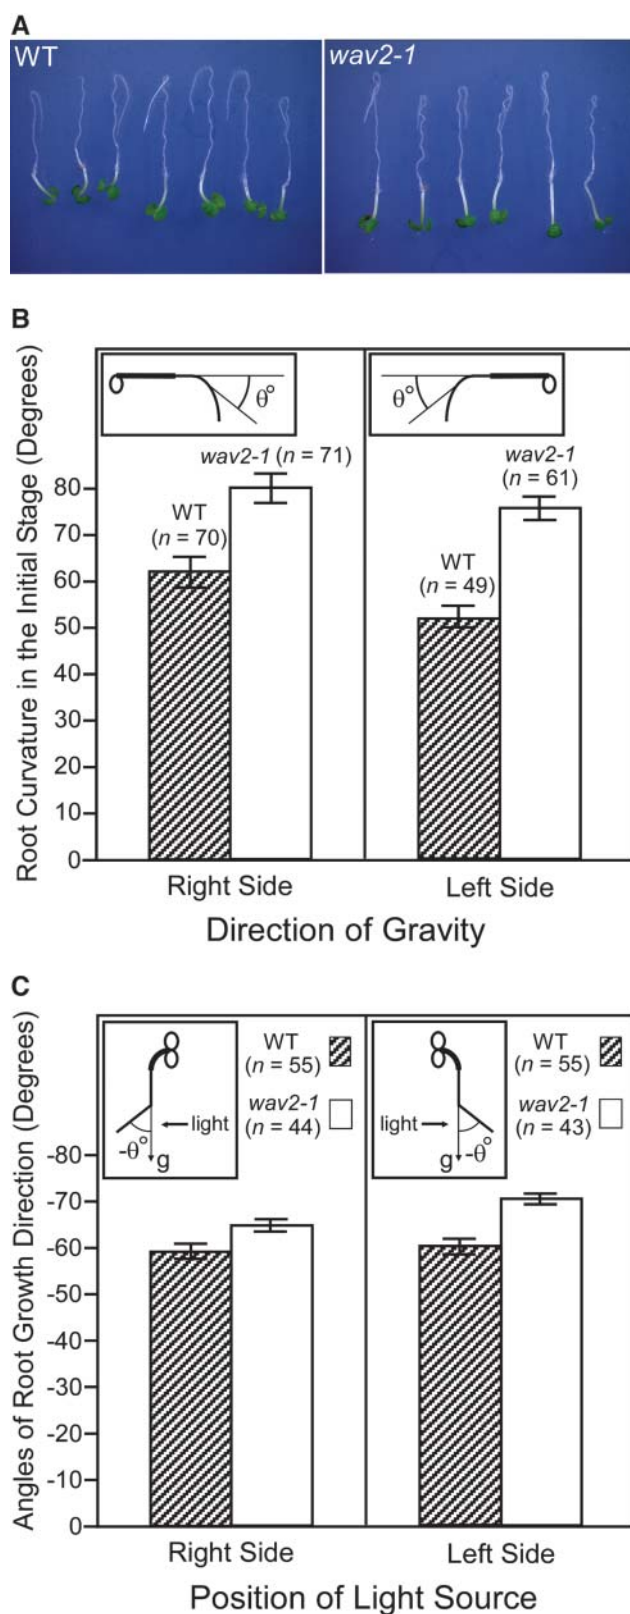 A
WT
wav2-1
B
Root Curvature in the Initial Stage (Degrees)
80
70
60
50
40
30
20
10
0
θ°
θ°
WT
(n = 70)
wav2-1 (n = 71)
WT
(n = 49)
wav2-1
(n = 61)
Right Side
Left Side
Direction of Gravity
C
Angles of Root Growth Direction (Degrees)
-80
-70
-60
-50
-40
-30
-20
-10
0
light
-θ°
g
WT
(n = 55)
wav2-1
(n = 44)
light
g
-θ°
WT
(n = 55)
wav2-1
(n = 43)
Right Side
Left Side
Position of Light Source